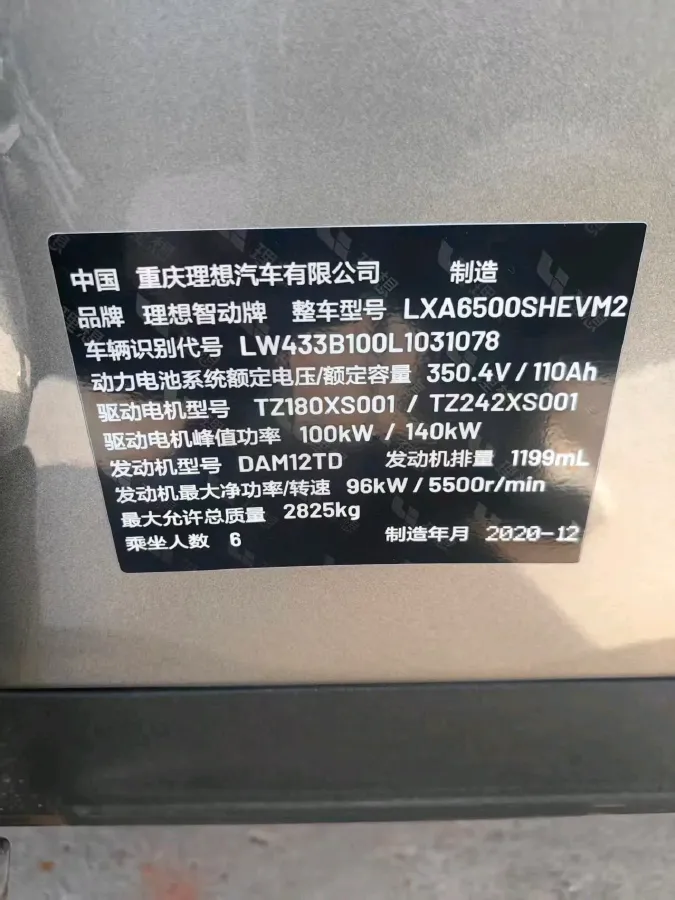 中国 重庆理想汽车有限公司 制造
品牌 理想智动牌 整车型号 LXA6500SHEVM2
车辆识别代号 LW433B100L1031078
动力电池系统额定电压/额定容量 350.4V / 110Ah
驱动电机型号 TZ180XS001 / TZ242XS001
驱动电机峰值功率 100kW / 140kW
发动机型号 DAM12TD 发动机排量 1199mL
发动机最大净功率/转速 96kW / 5500r/min
最大允许总质量 2825kg
乘坐人数 6 制造年月 2020-12